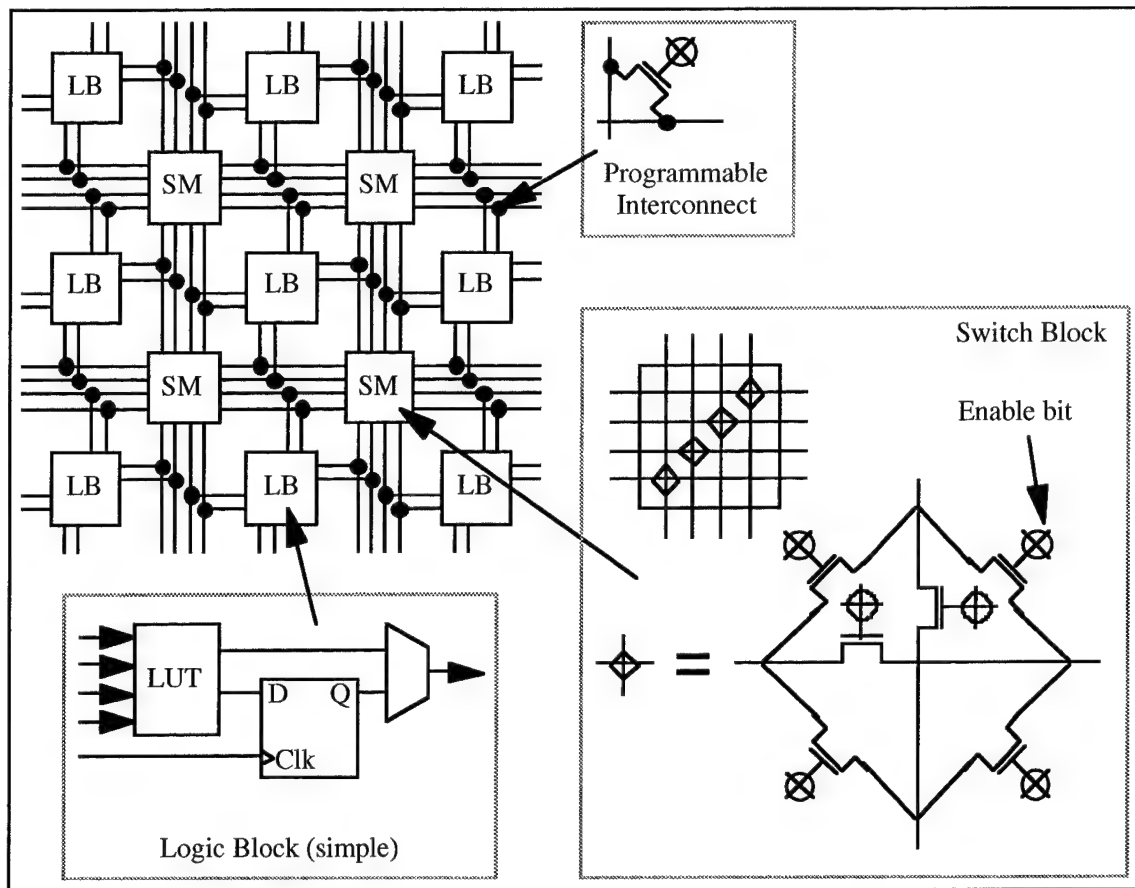 LB LB LB
SM SM
Programmable
Interconnect
LB LB LB
SM SM
Switch Block
Enable bit
LB LB LB
LUT
D Q
Clk
Logic Block (simple)